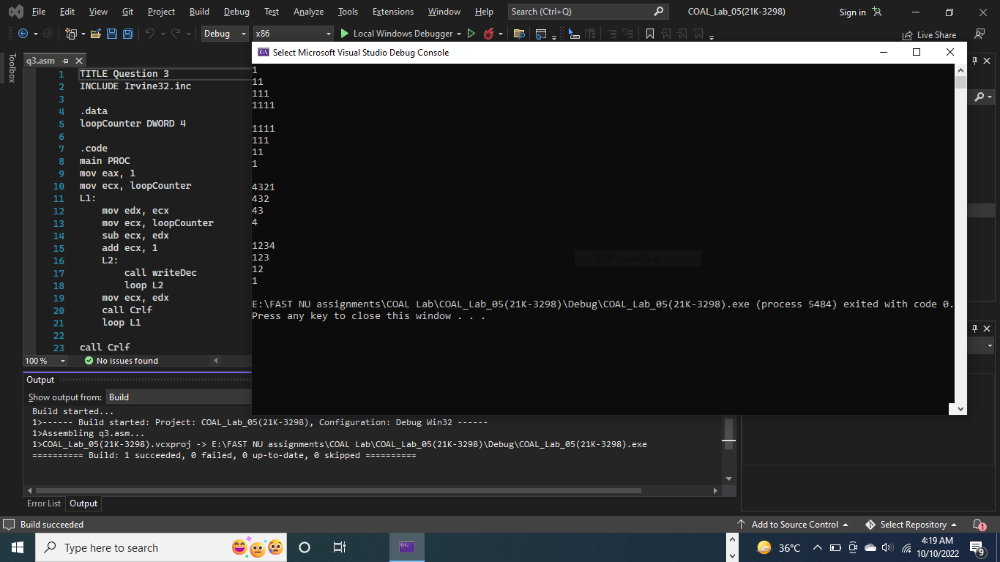 File Edit View Git Project Build Debug Test Analyze Tools Extensions Window Help Search (Ctrl+Q) COAL_Lab_05(21K-3298) Sign in
Debug x86 Local Windows Debugger Live Share
Toolbox
q3.asm
1 TITLE Question 3
2 INCLUDE Irvine32.inc
3
4 .data
5 loopCounter DWORD 4
6
7 .code
8 main PROC
9 mov eax, 1
10 mov ecx, loopCounter
11 L1:
12 mov edx, ecx
13 mov ecx, loopCounter
14 sub ecx, edx
15 add ecx, 1
16 L2:
17 call writeDec
18 loop L2
19 mov ecx, edx
20 call Crlf
21 loop L1
22
23 call Crlf
100 % No issues found
Select Microsoft Visual Studio Debug Console
1
11
111
1111
1111
111
11
1
4321
432
43
4
1234
123
12
1
E:\FAST NU assignments\COAL Lab\COAL_Lab_05(21K-3298)\Debug\COAL_Lab_05(21K-3298).exe (process 5484) exited with code 0.
Press any key to close this window . . .
Output
Show output from: Build
Build started...
1>------ Build started: Project: COAL_Lab_05(21K-3298), Configuration: Debug Win32 ------
1>Assembling q3.asm...
1>COAL_Lab_05(21K-3298).vcxproj -> E:\FAST NU assignments\COAL Lab\COAL_Lab_05(21K-3298)\Debug\COAL_Lab_05(21K-3298).exe
========== Build: 1 succeeded, 0 failed, 0 up-to-date, 0 skipped ==========
Error List Output
Build succeeded Add to Source Control Select Repository 1
Type here to search 36°C 4:19 AM
10/10/2022 9